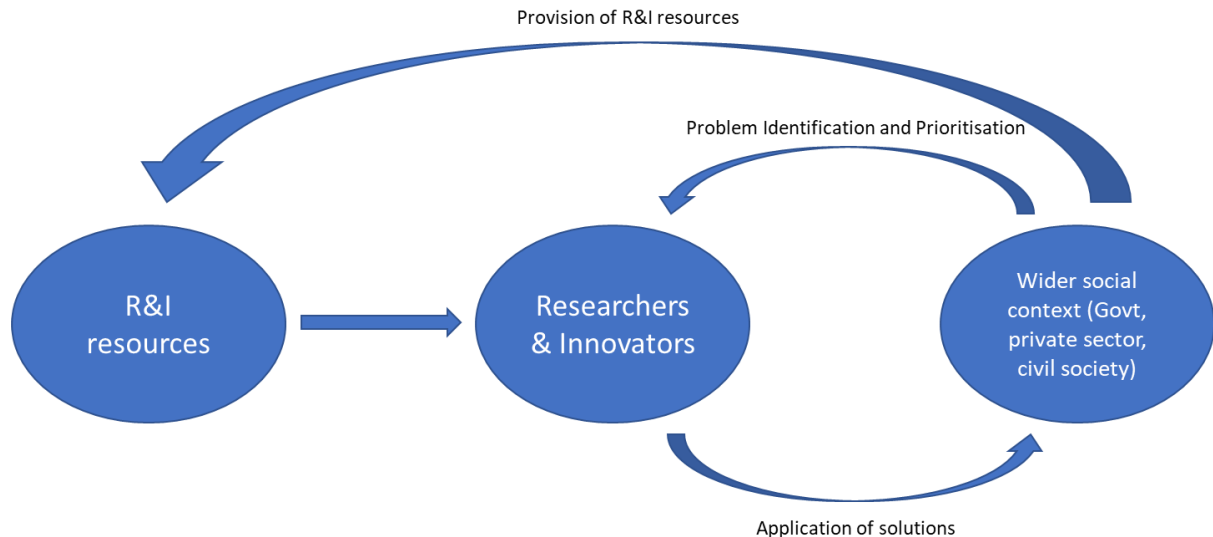 Provision of R&I resources
Problem Identification and Prioritisation
R&I
resources
Researchers
& Innovators
Wider social
context (Govt,
private sector,
civil society)
Application of solutions